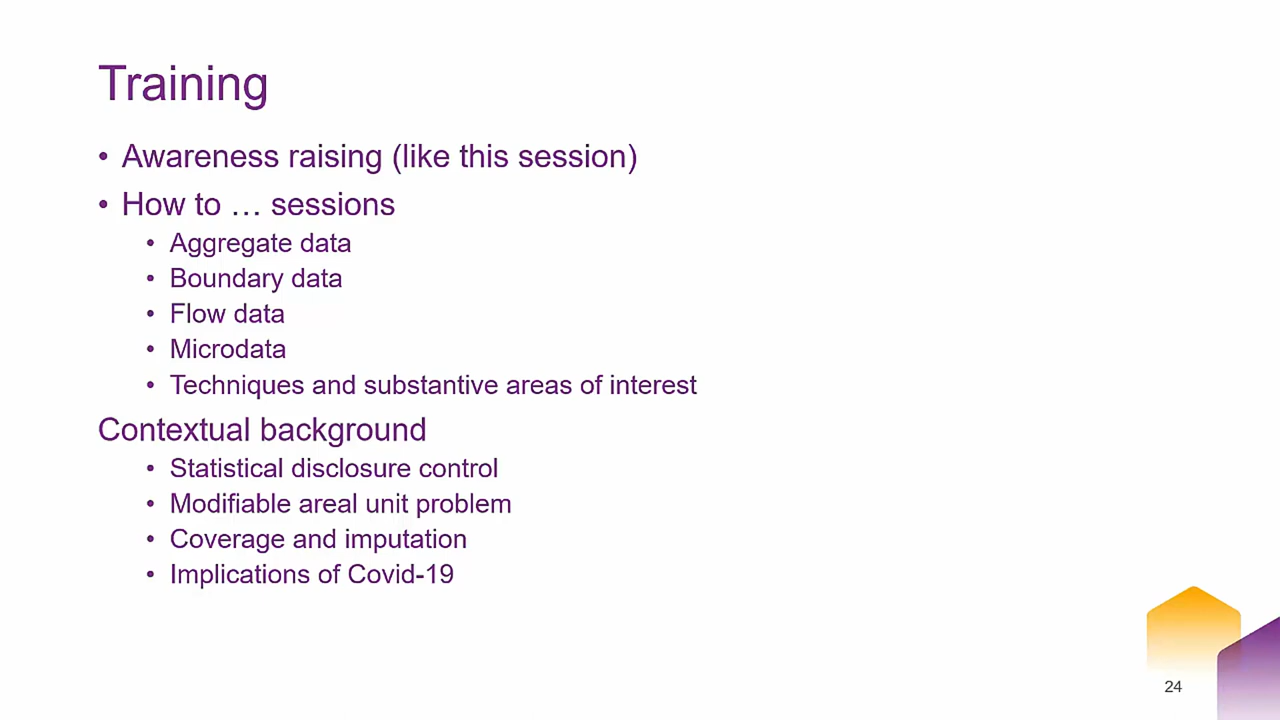 Training
• Awareness raising (like this session)
• How to … sessions
• Aggregate data
• Boundary data
• Flow data
• Microdata
• Techniques and substantive areas of interest
Contextual background
• Statistical disclosure control
• Modifiable areal unit problem
• Coverage and imputation
• Implications of Covid-19
24